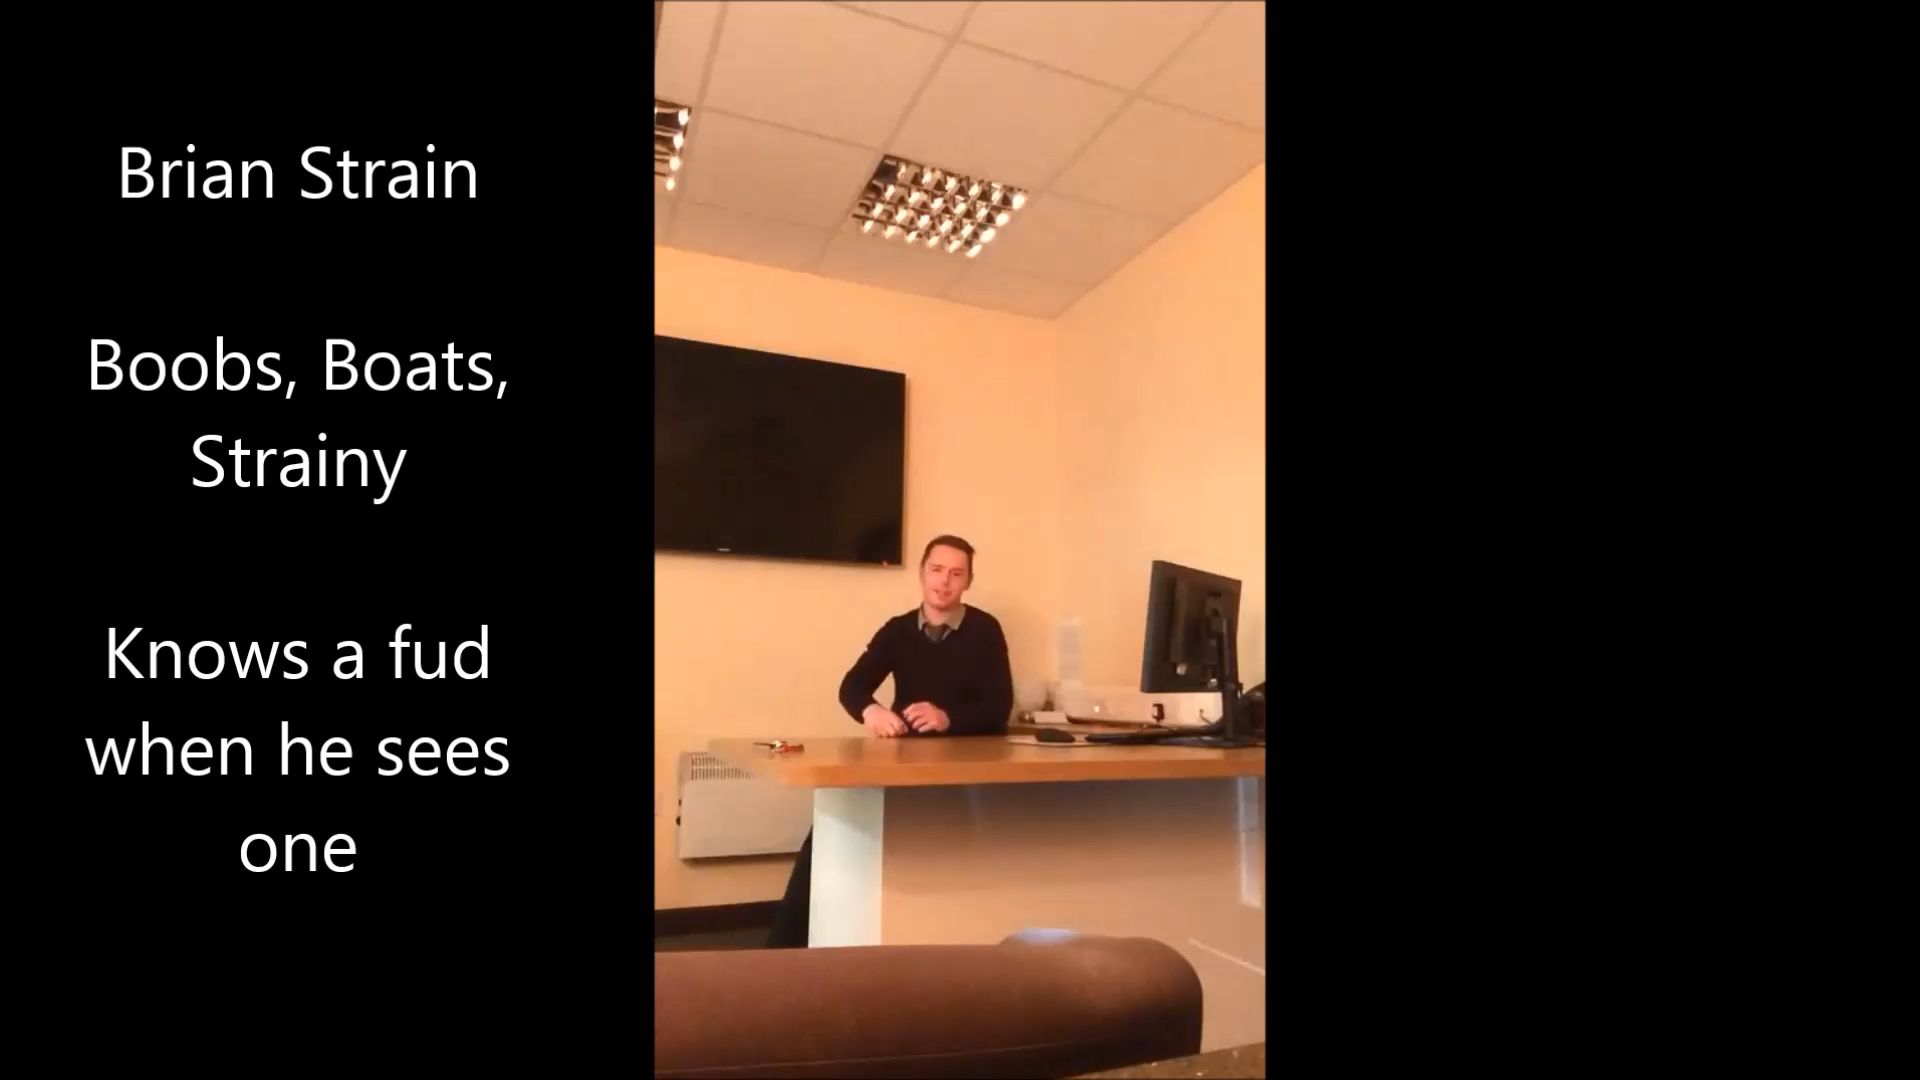 Brian Strain
Boobs, Boats,
Strainy
Knows a fud
when he sees
one